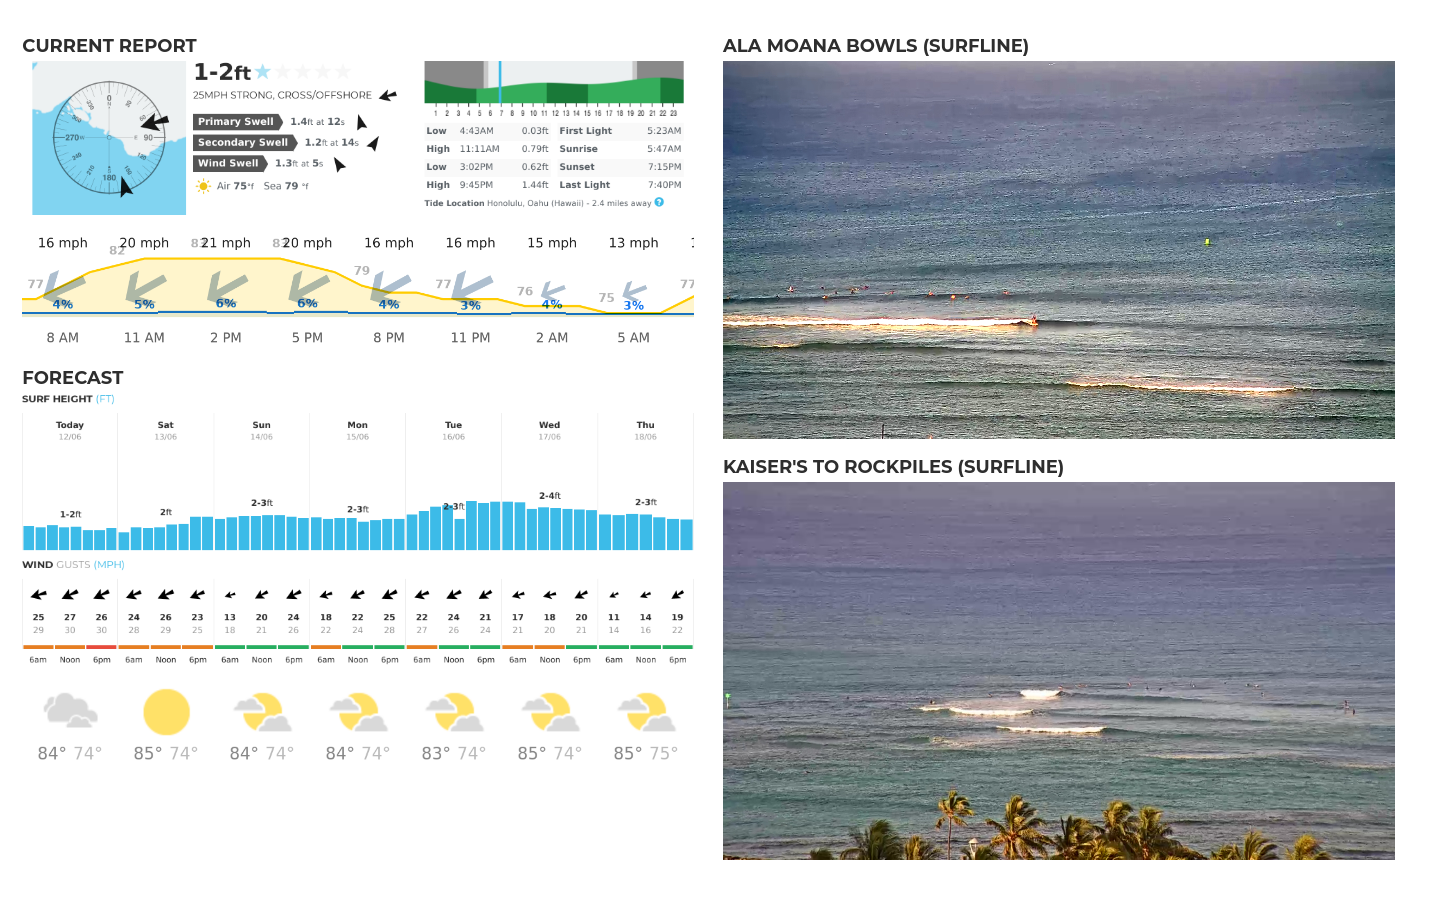 CURRENT REPORT
1-2ft
25MPH STRONG, CROSS/OFFSHORE
Primary Swell 1.4ft at 12s
Secondary Swell 1.2ft at 14s
Wind Swell 1.3ft at 5s
Air 75°f Sea 79 °f
0 90 180 270
1 2 3 4 5 6 7 8 9 10 11 12 13 14 15 16 17 18 19 20 21 22 23
Low 4:43AM 0.03ft First Light 5:23AM
High 11:11AM 0.79ft Sunrise 5:47AM
Low 3:02PM 0.62ft Sunset 7:15PM
High 9:45PM 1.44ft Last Light 7:40PM
Tide Location Honolulu, Oahu (Hawaii) - 2.4 miles away ?
16 mph 20 mph 21 mph 20 mph 16 mph 16 mph 15 mph 13 mph
77 82 79 77 76 75 77
4% 5% 6% 6% 4% 3% 4% 3%
8 AM 11 AM 2 PM 5 PM 8 PM 11 PM 2 AM 5 AM
FORECAST
SURF HEIGHT (FT)
Today Sat Sun Mon Tue Wed Thu
12/06 13/06 14/06 15/06 16/06 17/06 18/06
1-2ft 2ft 2-3ft 2-3ft 2-3ft 2-4ft 2-3ft
WIND GUSTS (MPH)
25 27 26 24 26 23 13 20 26 18 22 25 22 24 21 17 18 20 11 14 19
29 30 30 28 29 25 18 21 26 24 24 28 27 26 24 21 20 21 14 16 22
6am Noon 6pm 6am Noon 6pm 6am Noon 6pm 6am Noon 6pm 6am Noon 6pm 6am Noon 6pm 6am Noon 6pm
84° 74° 85° 74° 84° 74° 84° 74° 83° 74° 85° 74° 85° 75°
ALA MOANA BOWLS (SURFLINE)
KAISER'S TO ROCKPILES (SURFLINE)